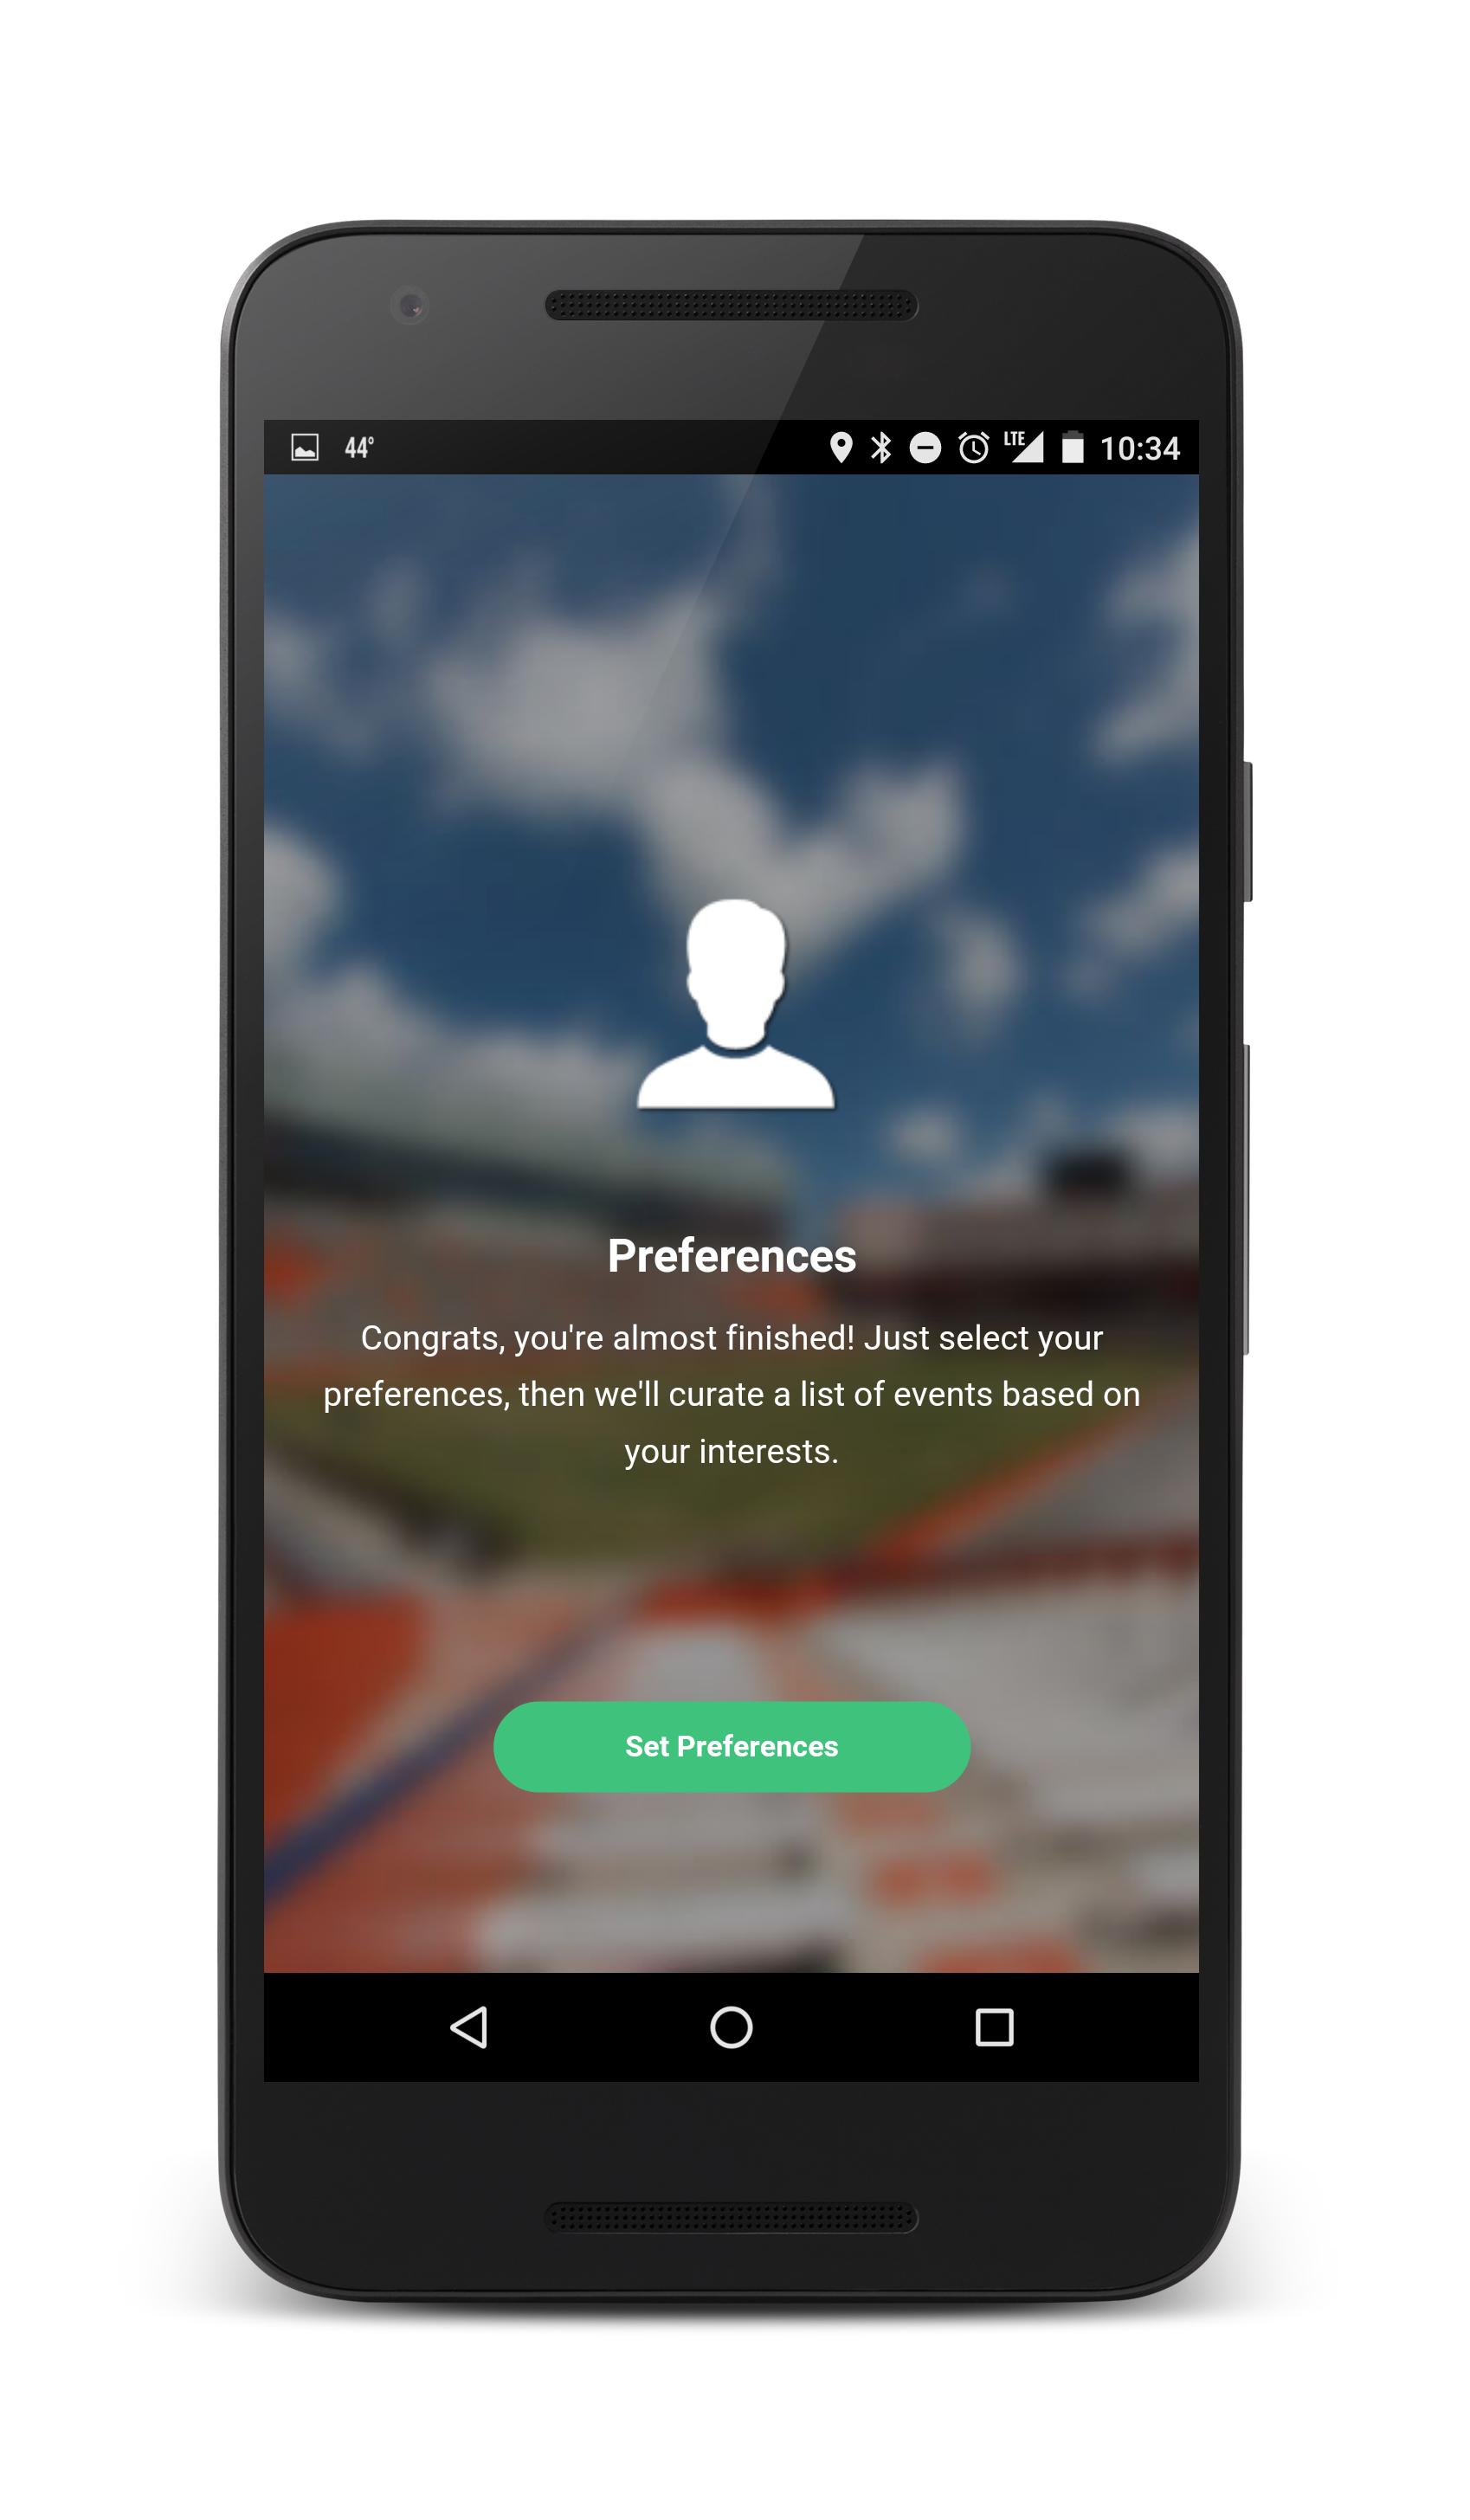 44° LTE 10:34
Preferences
Congrats, you're almost finished! Just select your
preferences, then we'll curate a list of events based on
your interests.
Set Preferences